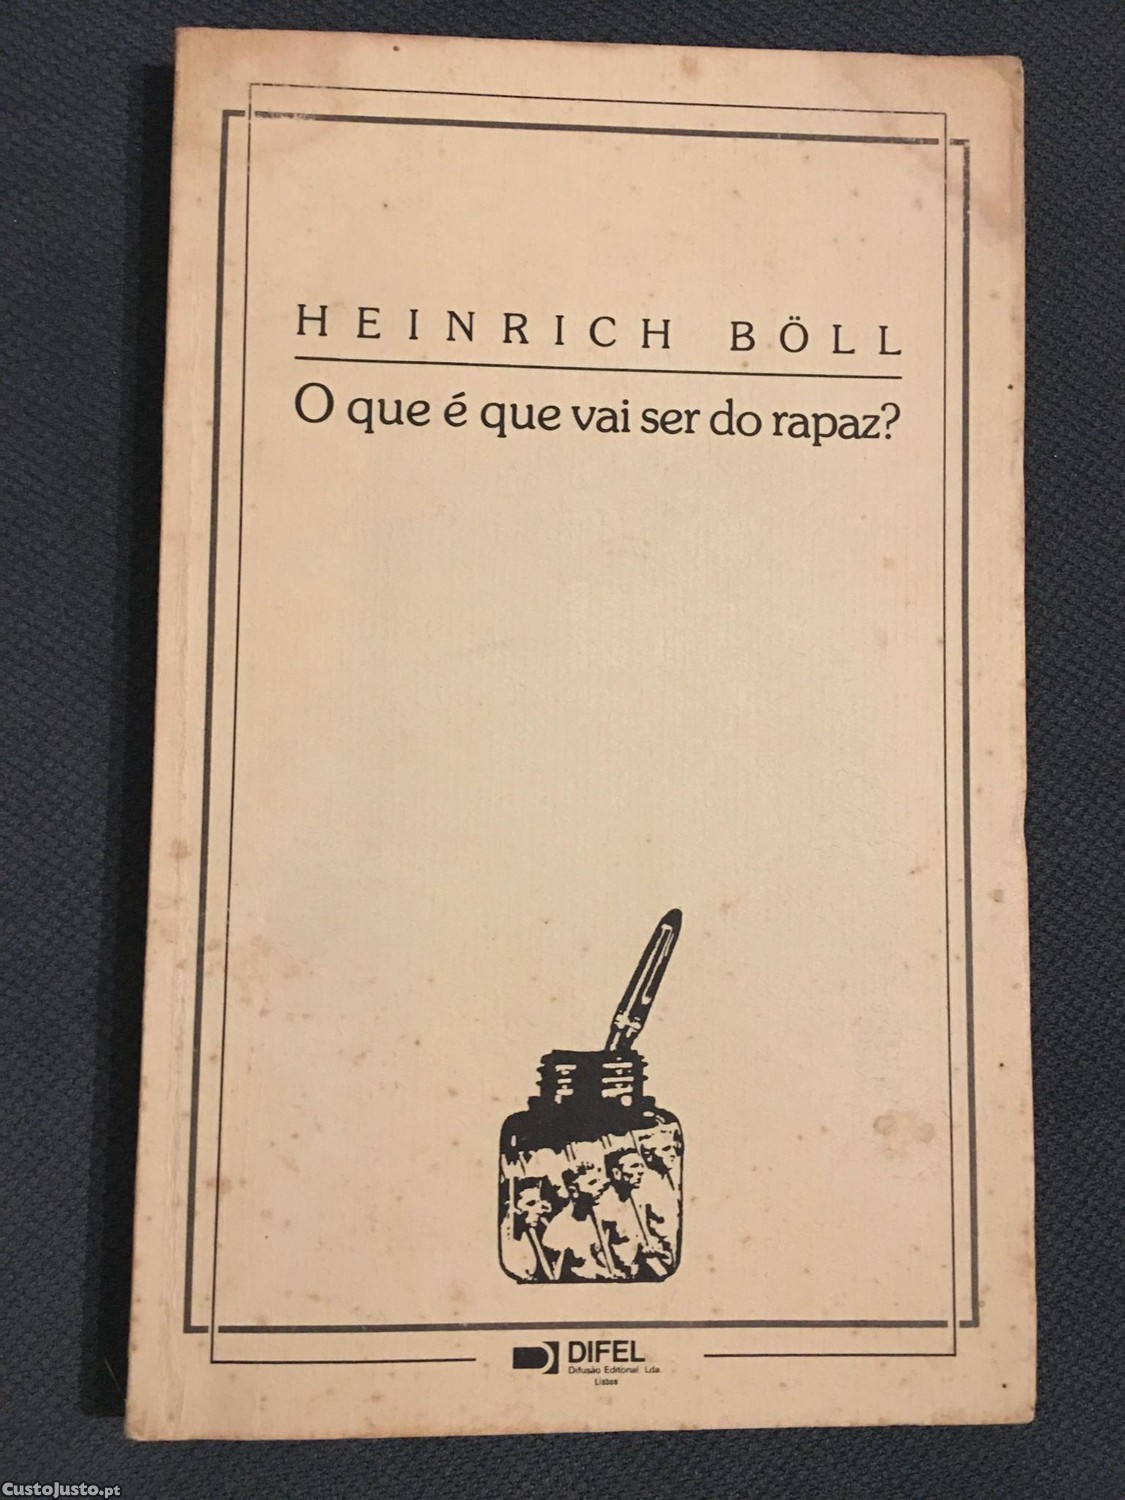 HEINRICH BÖLL
O que é que vai ser do rapaz?
DIFEL
Difusão Editorial, Lda.
Lisboa
CustoJusto.pt